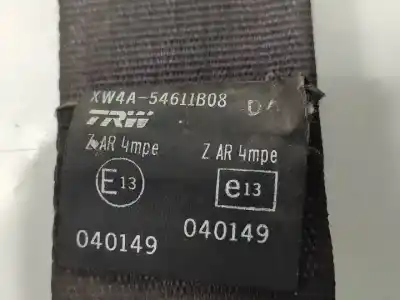 XW4A-54611B08 DA
TRW
Z AR 4mpe Z AR 4mpe
E13 e13
040149 040149